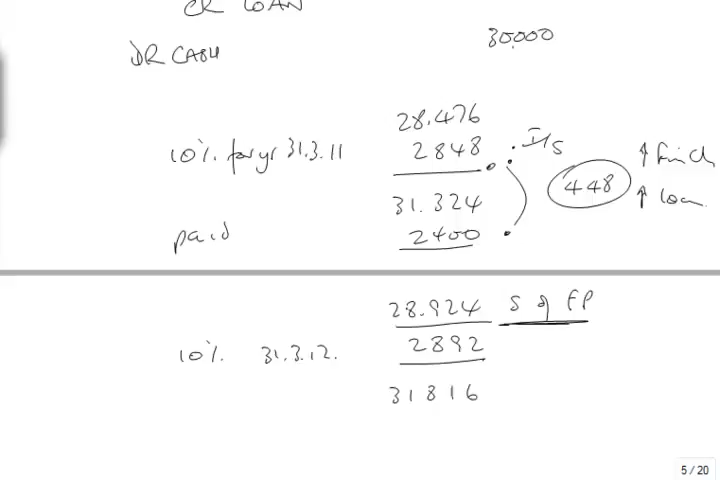 CR LOAN
DR CASH 30,000
28.476
10% for yr 31.3.11 2848 I/S ↑ Fin ch
448 ↑ loan
31.324
paid 2400
28.924 S of FP
10% 31.3.12. 2892
31816
5 / 20